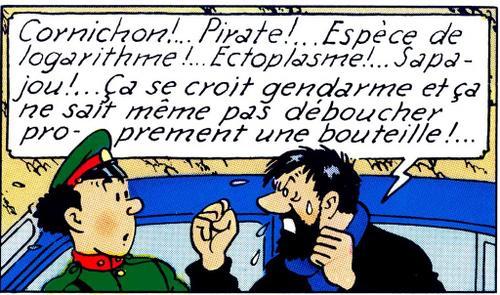 Cornichon!... Pirate!... Espèce de
logarithme!... Ectoplasme!... Sapa-
jou!... Ça se croit gendarme et ça
ne sait même pas déboucher
pro- prement une bouteille!...